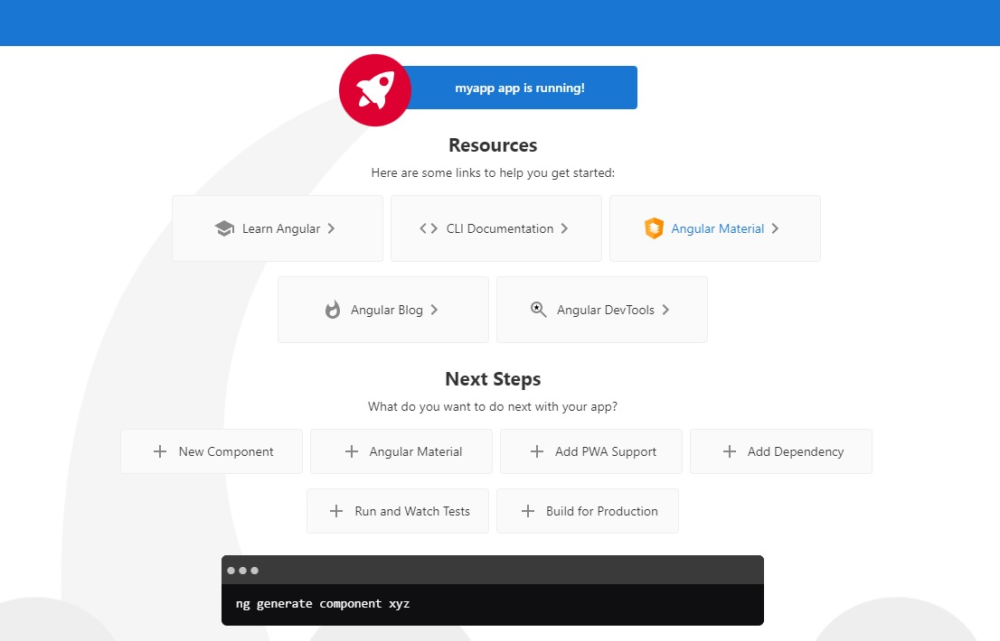 myapp app is running!
Resources
Here are some links to help you get started:
Learn Angular
CLI Documentation
Angular Material
Angular Blog
Angular DevTools
Next Steps
What do you want to do next with your app?
New Component
Angular Material
Add PWA Support
Add Dependency
Run and Watch Tests
Build for Production
ng generate component xyz